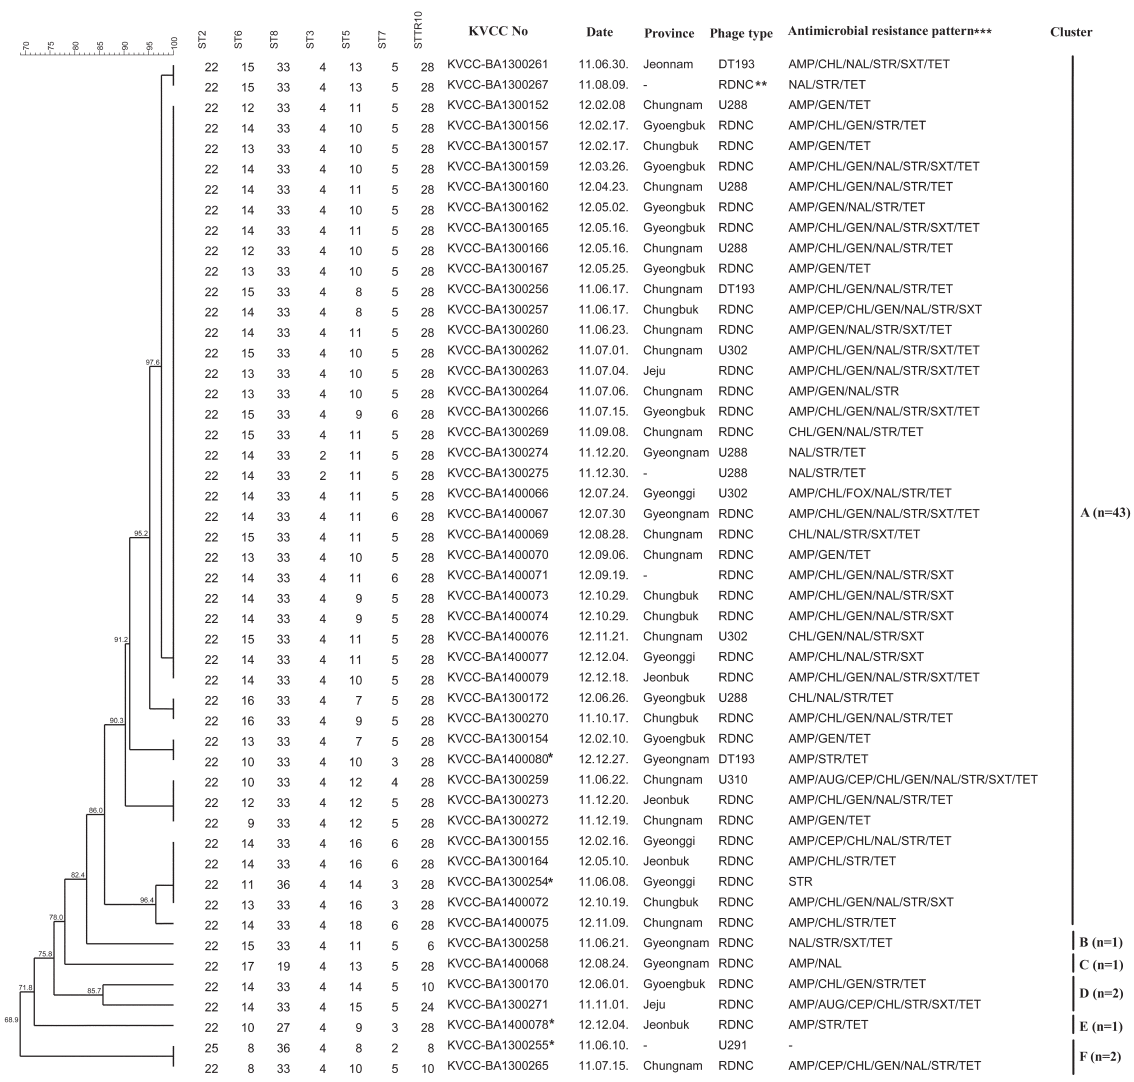 70 75 80 85 90 95 100 ST2 ST6 ST8 ST3 ST5 ST7 STTR10 KVCC No Date Province Phage type Antimicrobial resistance pattern*** Cluster
22 15 33 4 13 5 28 KVCC-BA1300261 11.06.30. Jeonnam DT193 AMP/CHL/NAL/STR/SXT/TET
22 15 33 4 13 5 28 KVCC-BA1300267 11.08.09. - RDNC** NAL/STR/TET
22 12 33 4 11 5 28 KVCC-BA1300152 12.02.08 Chungnam U288 AMP/GEN/TET
22 14 33 4 10 5 28 KVCC-BA1300156 12.02.17. Gyoengbuk RDNC AMP/CHL/GEN/STR/TET
22 13 33 4 10 5 28 KVCC-BA1300157 12.02.17. Chungbuk RDNC AMP/GEN/TET
22 14 33 4 10 5 28 KVCC-BA1300159 12.03.26. Gyoengbuk RDNC AMP/CHL/GEN/NAL/STR/SXT/TET
22 14 33 4 11 5 28 KVCC-BA1300160 12.04.23. Chungnam U288 AMP/CHL/GEN/NAL/STR/TET
22 14 33 4 10 5 28 KVCC-BA1300162 12.05.02. Gyeongbuk RDNC AMP/GEN/NAL/STR/TET
22 14 33 4 11 5 28 KVCC-BA1300165 12.05.16. Gyeongbuk RDNC AMP/CHL/GEN/NAL/STR/SXT/TET
22 12 33 4 10 5 28 KVCC-BA1300166 12.05.16. Chungnam U288 AMP/CHL/GEN/NAL/STR/TET
22 13 33 4 10 5 28 KVCC-BA1300167 12.05.25. Gyeongbuk RDNC AMP/GEN/TET
22 15 33 4 8 5 28 KVCC-BA1300256 11.06.17. Chungnam DT193 AMP/CHL/GEN/NAL/STR/TET
22 14 33 4 8 5 28 KVCC-BA1300257 11.06.17. Chungbuk RDNC AMP/CEP/CHL/GEN/NAL/STR/SXT
22 14 33 4 11 5 28 KVCC-BA1300260 11.06.23. Chungnam RDNC AMP/GEN/NAL/STR/SXT/TET
22 15 33 4 10 5 28 KVCC-BA1300262 11.07.01. Chungnam U302 AMP/CHL/GEN/NAL/STR/SXT/TET
97.6 22 13 33 4 10 5 28 KVCC-BA1300263 11.07.04. Jeju RDNC AMP/CHL/GEN/NAL/STR/SXT/TET
22 13 33 4 10 5 28 KVCC-BA1300264 11.07.06. Chungnam RDNC AMP/GEN/NAL/STR
22 15 33 4 9 6 28 KVCC-BA1300266 11.07.15. Gyeongbuk RDNC AMP/CHL/GEN/NAL/STR/SXT/TET
22 15 33 4 11 5 28 KVCC-BA1300269 11.09.08. Chungnam RDNC CHL/GEN/NAL/STR/TET
22 14 33 2 11 5 28 KVCC-BA1300274 11.12.20. Gyeongnam U288 NAL/STR/TET
22 14 33 2 11 5 28 KVCC-BA1300275 11.12.30. - U288 NAL/STR/TET
22 14 33 4 11 5 28 KVCC-BA1400066 12.07.24. Gyeonggi U302 AMP/CHL/FOX/NAL/STR/TET
22 14 33 4 11 6 28 KVCC-BA1400067 12.07.30 Gyeongnam RDNC AMP/CHL/GEN/NAL/STR/SXT/TET A (n=43)
95.2 22 15 33 4 11 5 28 KVCC-BA1400069 12.08.28. Chungnam RDNC CHL/NAL/STR/SXT/TET
22 13 33 4 10 5 28 KVCC-BA1400070 12.09.06. Chungnam RDNC AMP/GEN/TET
22 14 33 4 11 6 28 KVCC-BA1400071 12.09.19. - RDNC AMP/CHL/GEN/NAL/STR/SXT
22 14 33 4 9 5 28 KVCC-BA1400073 12.10.29. Chungbuk RDNC AMP/CHL/GEN/NAL/STR/SXT
22 14 33 4 9 5 28 KVCC-BA1400074 12.10.29. Chungbuk RDNC AMP/CHL/GEN/NAL/STR/SXT
91.2 22 15 33 4 11 5 28 KVCC-BA1400076 12.11.21. Chungnam U302 CHL/GEN/NAL/STR/SXT
22 14 33 4 11 5 28 KVCC-BA1400077 12.12.04. Gyeonggi RDNC AMP/CHL/NAL/STR/SXT
22 14 33 4 10 5 28 KVCC-BA1400079 12.12.18. Jeonbuk RDNC AMP/CHL/GEN/NAL/STR/SXT/TET
22 16 33 4 7 5 28 KVCC-BA1300172 12.06.26. Gyeongbuk U288 CHL/NAL/STR/TET
90.3 22 16 33 4 9 5 28 KVCC-BA1300270 11.10.17. Chungbuk RDNC AMP/CHL/GEN/NAL/STR/TET
22 13 33 4 7 5 28 KVCC-BA1300154 12.02.10. Gyoengbuk RDNC AMP/GEN/TET
22 10 33 4 10 3 28 KVCC-BA1400080* 12.12.27. Gyeongnam DT193 AMP/STR/TET
22 10 33 4 12 4 28 KVCC-BA1300259 11.06.22. Chungnam U310 AMP/AUG/CEP/CHL/GEN/NAL/STR/SXT/TET
86.0 22 12 33 4 12 5 28 KVCC-BA1300273 11.12.20. Jeonbuk RDNC AMP/CHL/GEN/NAL/STR/TET
22 9 33 4 12 5 28 KVCC-BA1300272 11.12.19. Chungnam RDNC AMP/GEN/TET
22 14 33 4 16 6 28 KVCC-BA1300155 12.02.16. Gyeonggi RDNC AMP/CEP/CHL/NAL/STR/TET
22 14 33 4 16 6 28 KVCC-BA1300164 12.05.10. Jeonbuk RDNC AMP/CHL/STR/TET
82.4 22 11 36 4 14 3 28 KVCC-BA1300254* 11.06.08. Gyeonggi RDNC STR
96.4 22 13 33 4 16 3 28 KVCC-BA1400072 12.10.19. Chungbuk RDNC AMP/CHL/GEN/NAL/STR/SXT
78.0 22 14 33 4 18 6 28 KVCC-BA1400075 12.11.09. Chungnam RDNC AMP/CHL/STR/TET
22 15 33 4 11 5 6 KVCC-BA1300258 11.06.21. Gyeongnam RDNC NAL/STR/SXT/TET B (n=1)
75.8 22 17 19 4 13 5 28 KVCC-BA1400068 12.08.24. Gyeongnam RDNC AMP/NAL C (n=1)
71.8 85.7 22 14 33 4 14 5 10 KVCC-BA1300170 12.06.01. Gyoengbuk RDNC AMP/CHL/GEN/STR/TET D (n=2)
22 14 33 4 15 5 24 KVCC-BA1300271 11.11.01. Jeju RDNC AMP/AUG/CEP/CHL/STR/SXT/TET
68.9 22 10 27 4 9 3 28 KVCC-BA1400078* 12.12.04. Jeonbuk RDNC AMP/STR/TET E (n=1)
25 8 36 4 8 2 8 KVCC-BA1300255* 11.06.10. - U291 - F (n=2)
22 8 33 4 10 5 10 KVCC-BA1300265 11.07.15. Chungnam RDNC AMP/CEP/CHL/GEN/NAL/STR/TET